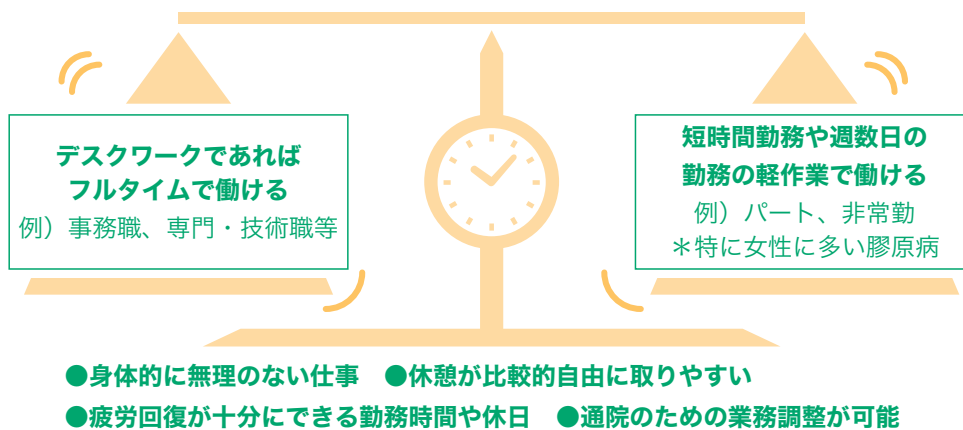 デスクワークであれば
フルタイムで働ける
例）事務職、専門・技術職等
短時間勤務や週数日の
勤務の軽作業で働ける
例）パート、非常勤
＊特に女性に多い膠原病
●身体的に無理のない仕事　●休憩が比較的自由に取りやすい
●疲労回復が十分にできる勤務時間や休日　●通院のための業務調整が可能